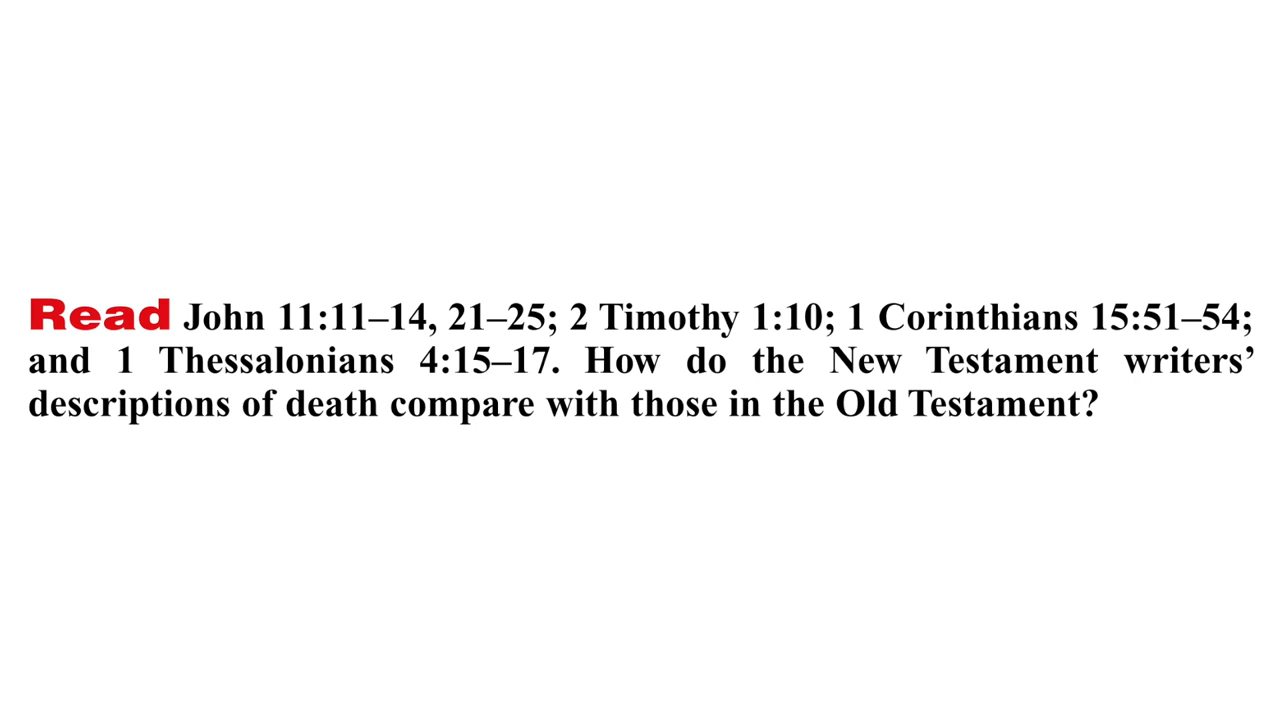 Read John 11:11–14, 21–25; 2 Timothy 1:10; 1 Corinthians 15:51–54;
and 1 Thessalonians 4:15–17. How do the New Testament writers’
descriptions of death compare with those in the Old Testament?